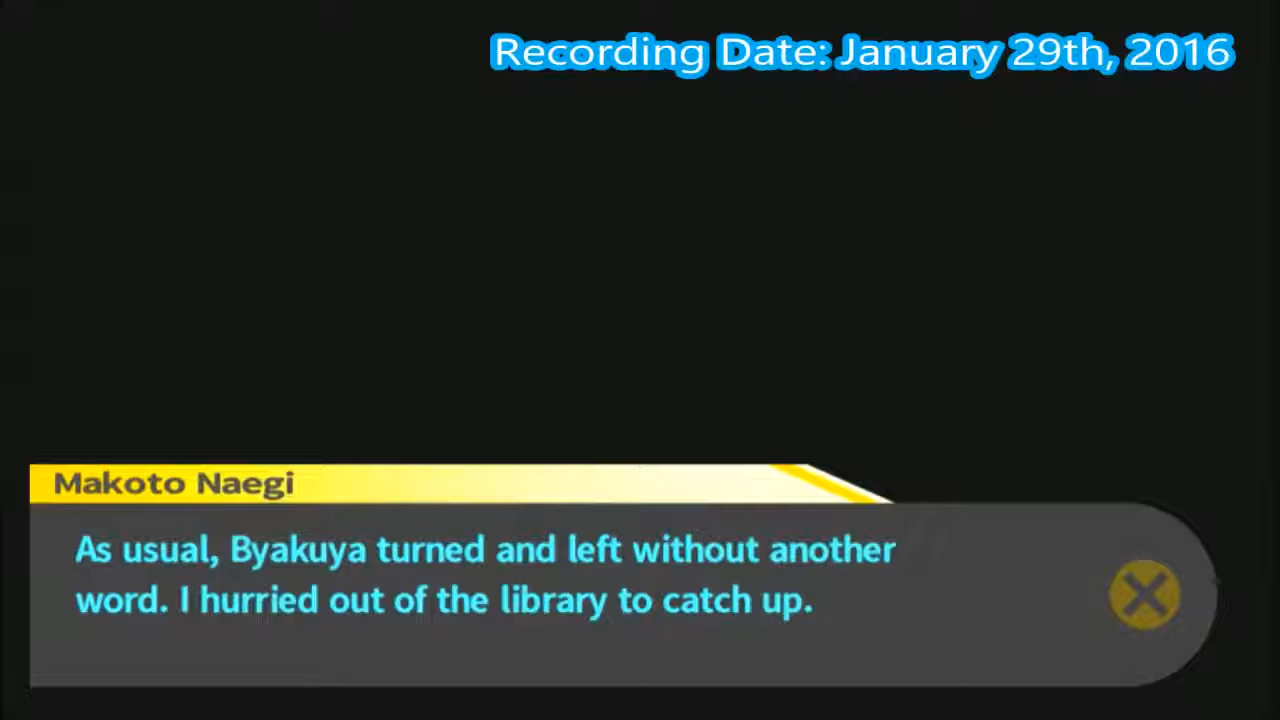 Recording Date: January 29th, 2016
Makoto Naegi
As usual, Byakuya turned and left without another
word. I hurried out of the library to catch up.